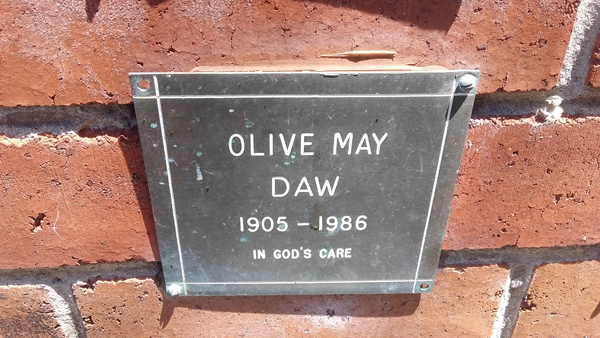 OLIVE MAY
DAW
1905 - 1986
IN GOD'S CARE